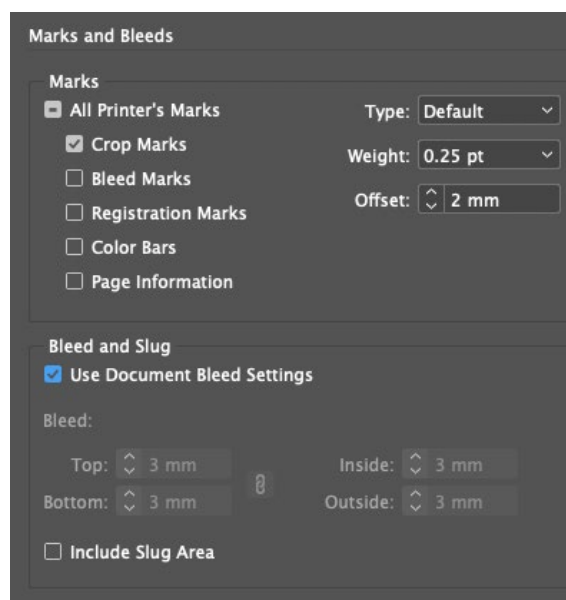 Marks and Bleeds
Marks
All Printer's Marks
Type: Default
Crop Marks
Weight: 0.25 pt
Bleed Marks
Offset: 2 mm
Registration Marks
Color Bars
Page Information
Bleed and Slug
Use Document Bleed Settings
Bleed:
Top: 3 mm
Inside: 3 mm
Bottom: 3 mm
Outside: 3 mm
Include Slug Area